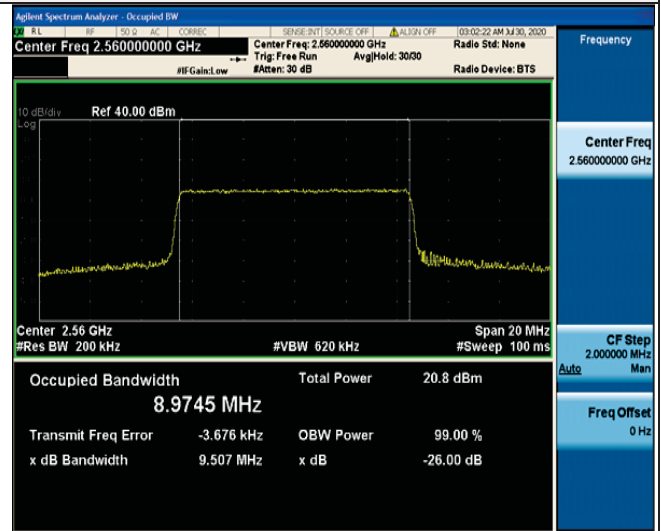 Agilent Spectrum Analyzer - Occupied BW
RL RF 50 Ω AC CORREC SENSE:INT SOURCE OFF ALIGN OFF 03:02:22 AM Jul 30, 2020
Center Freq 2.560000000 GHz
Center Freq: 2.560000000 GHz Radio Std: None
Trig: Free Run Avg|Hold: 30/30
#IFGain:Low #Atten: 30 dB Radio Device: BTS
10 dB/div Ref 40.00 dBm
Log
Center 2.56 GHz Span 20 MHz
#Res BW 200 kHz #VBW 620 kHz #Sweep 100 ms
Occupied Bandwidth Total Power 20.8 dBm
8.9745 MHz
Transmit Freq Error -3.676 kHz OBW Power 99.00 %
x dB Bandwidth 9.507 MHz x dB -26.00 dB
Frequency
Center Freq
2.560000000 GHz
CF Step
2.000000 MHz
Auto Man
Freq Offset
0 Hz